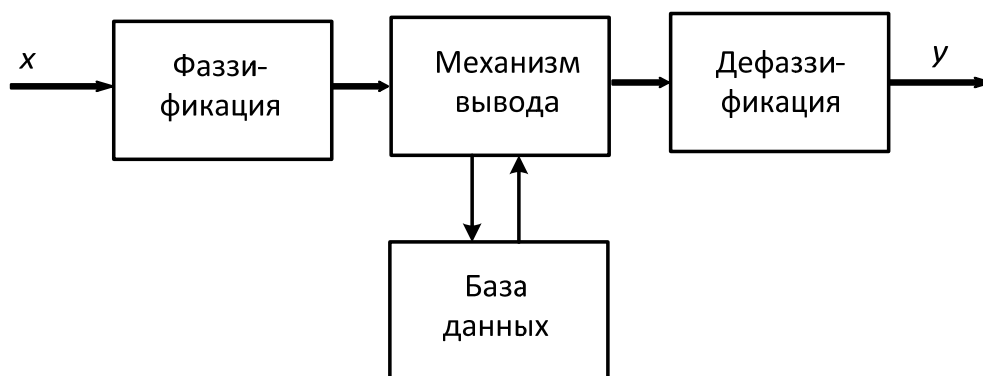 x
Фаззи-
фикация
Механизм
вывода
Дефаззи-
фикация
y
База
данных